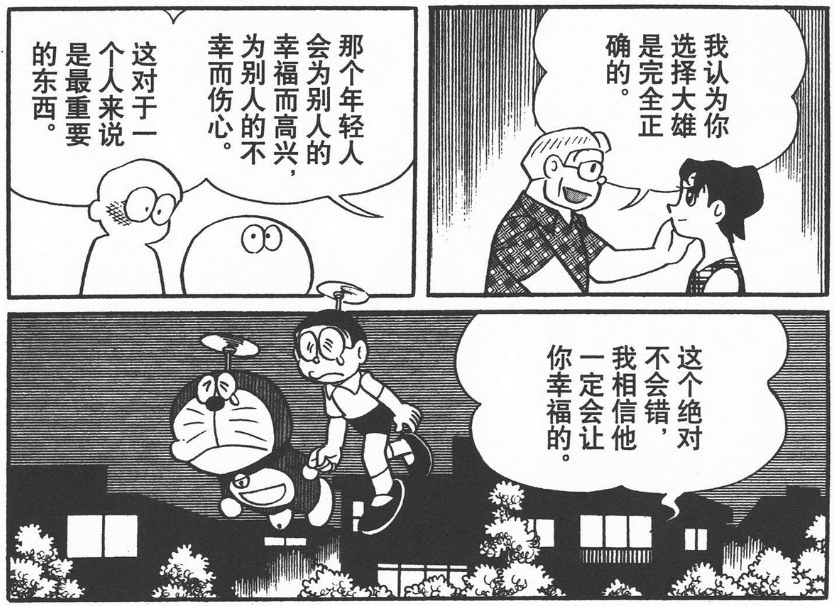 我认为你
选择大雄
是完全正
确的。
那个年轻人
会为别人的
幸福而高兴，
为别人的不
幸而伤心。
这对于一
个人来说
是最重要
的东西。
这个绝对
不会错，
我相信他
一定会让
你幸福的。